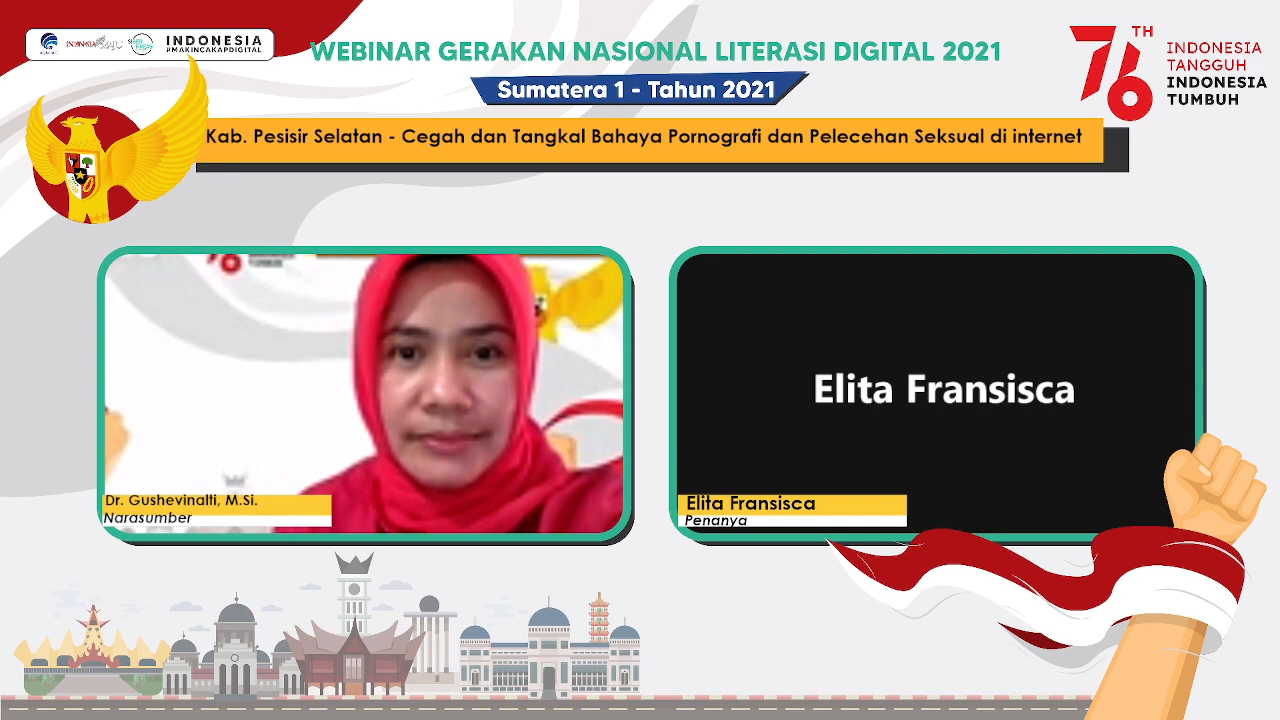 INDONESIA
#MAKINCAKAPDIGITAL
WEBINAR GERAKAN NASIONAL LITERASI DIGITAL 2021
Sumatera 1 - Tahun 2021
76 TH
INDONESIA
TANGGUH
INDONESIA
TUMBUH
Kab. Pesisir Selatan - Cegah dan Tangkal Bahaya Pornografi dan Pelecehan Seksual di internet
Dr. Gushevinalti, M.Si.
Narasumber
Elita Fransisca
Elita Fransisca
Penanya